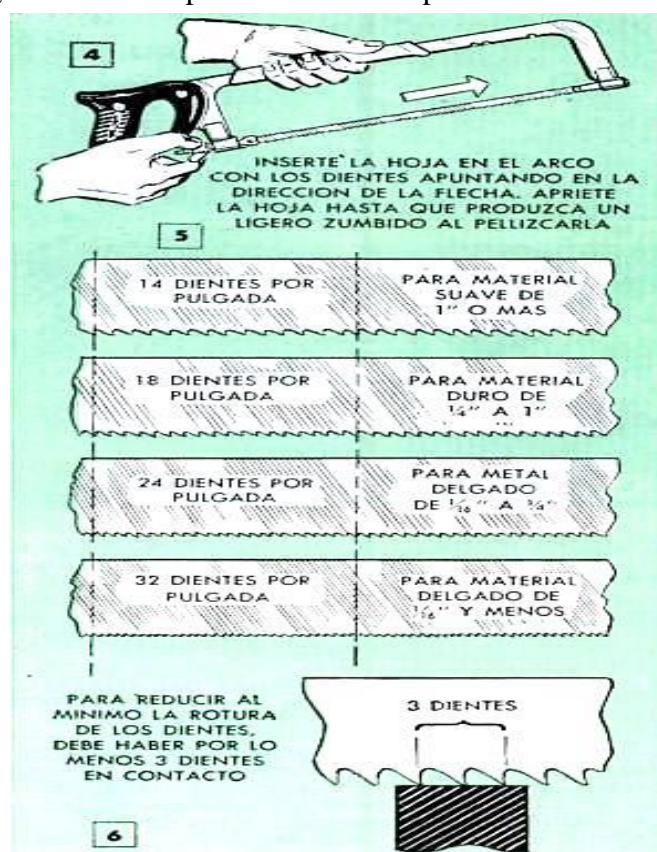 4
INSERTE LA HOJA EN EL ARCO
CON LOS DIENTES APUNTANDO EN LA
DIRECCION DE LA FLECHA. APRIETE
LA HOJA HASTA QUE PRODUZCA UN
LIGERO ZUMBIDO AL PELLIZCARLA
5
14 DIENTES POR
PULGADA
PARA MATERIAL
SUAVE DE
1" O MAS
18 DIENTES POR
PULGADA
PARA MATERIAL
DURO DE
¼" A 1"
24 DIENTES POR
PULGADA
PARA METAL
DELGADO
DE A
32 DIENTES POR
PULGADA
PARA MATERIAL
DELGADO DE
Y MENOS
PARA REDUCIR AL
MINIMO LA ROTURA
DE LOS DIENTES,
DEBE HABER POR LO
MENOS 3 DIENTES
EN CONTACTO
3 DIENTES
6